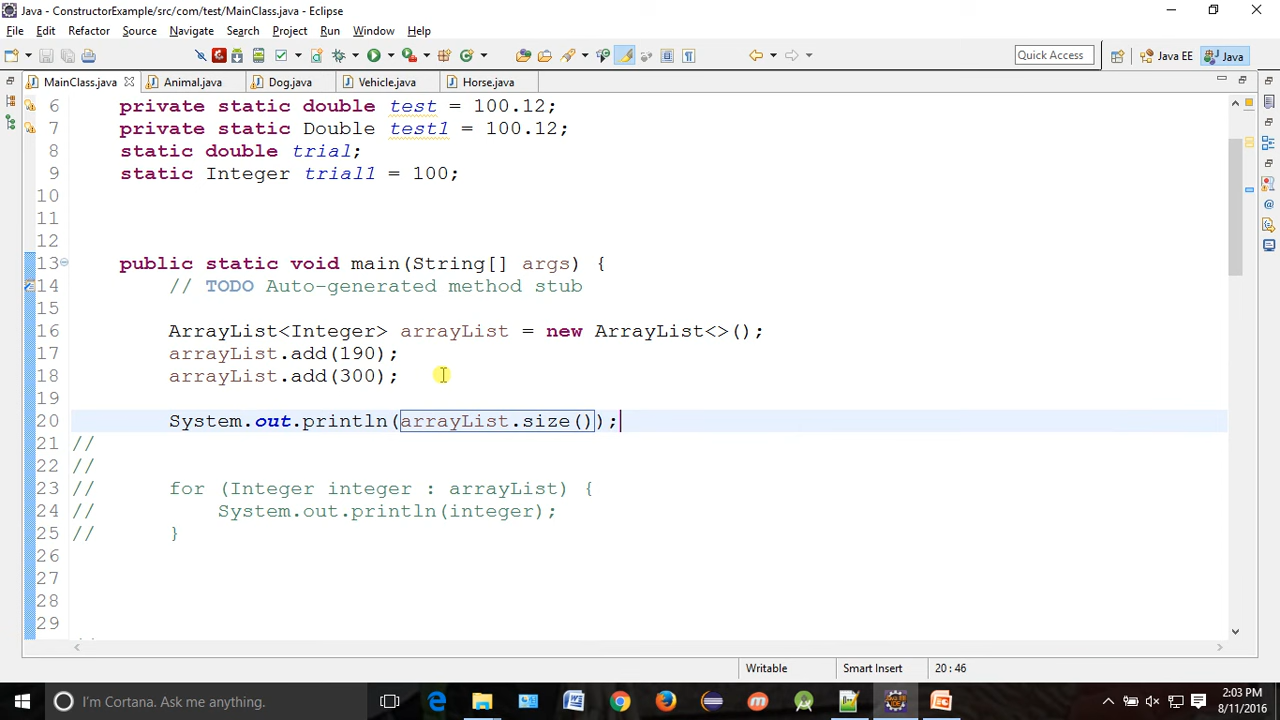 Java - ConstructorExample/src/com/test/MainClass.java - Eclipse
File Edit Refactor Source Navigate Search Project Run Window Help
Quick Access Java EE Java
MainClass.java Animal.java Dog.java Vehicle.java Horse.java
6 private static double test = 100.12;
7 private static Double test1 = 100.12;
8 static double trial;
9 static Integer trial1 = 100;
10
11
12
13 public static void main(String[] args) {
14 // TODO Auto-generated method stub
15
16 ArrayList<Integer> arrayList = new ArrayList<>();
17 arrayList.add(190);
18 arrayList.add(300);
19
20 System.out.println(arrayList.size());
21 //
22 //
23 // for (Integer integer : arrayList) {
24 // System.out.println(integer);
25 // }
26
27
28
29
Writable Smart Insert 20 : 46
I'm Cortana. Ask me anything.
2:03 PM
8/11/2016